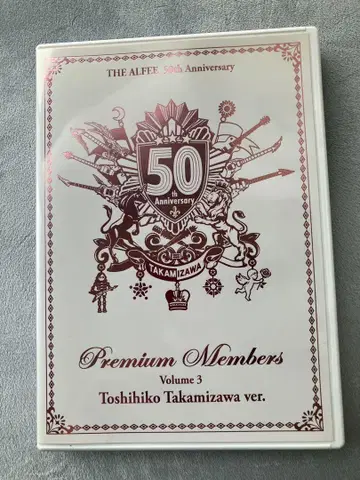 THE ALFEE 50th Anniversary
50
th
Anniversary
TAKAMIZAWA
Premium Members
Volume 3
Toshihiko Takamizawa ver.